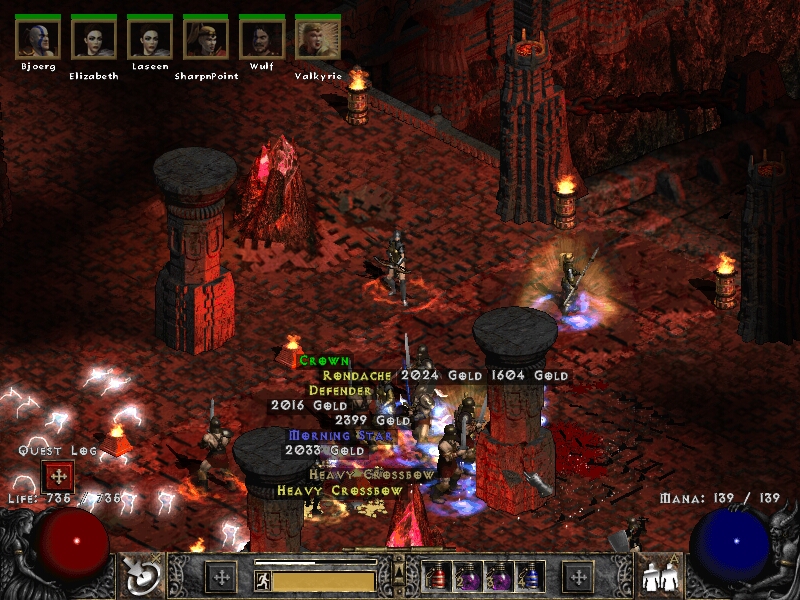 Bjoerg
Elizabeth
Laseen
SharpnPoint
Wulf
Valkyrie
Crown
Rondache 2024 Gold 1604 Gold
Defender
2016 Gold
2399 Gold
Morning Star
2033 Gold
Quest Log
Heavy Crossbow
Heavy Crossbow
Life: 735 / 735
Mana: 139 / 139